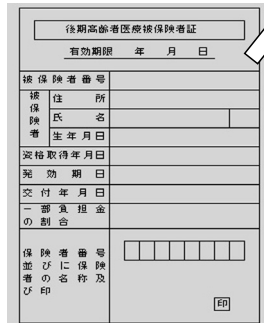 後期高齢者医療被保険者証
有効期限 年 月 日
被保険者番号
被保険者
住所
氏名
生年月日
資格取得年月日
発効期日
交付年月日
一部負担金
の割合
保険者番号
並びに保険
者の名称及
び印
印